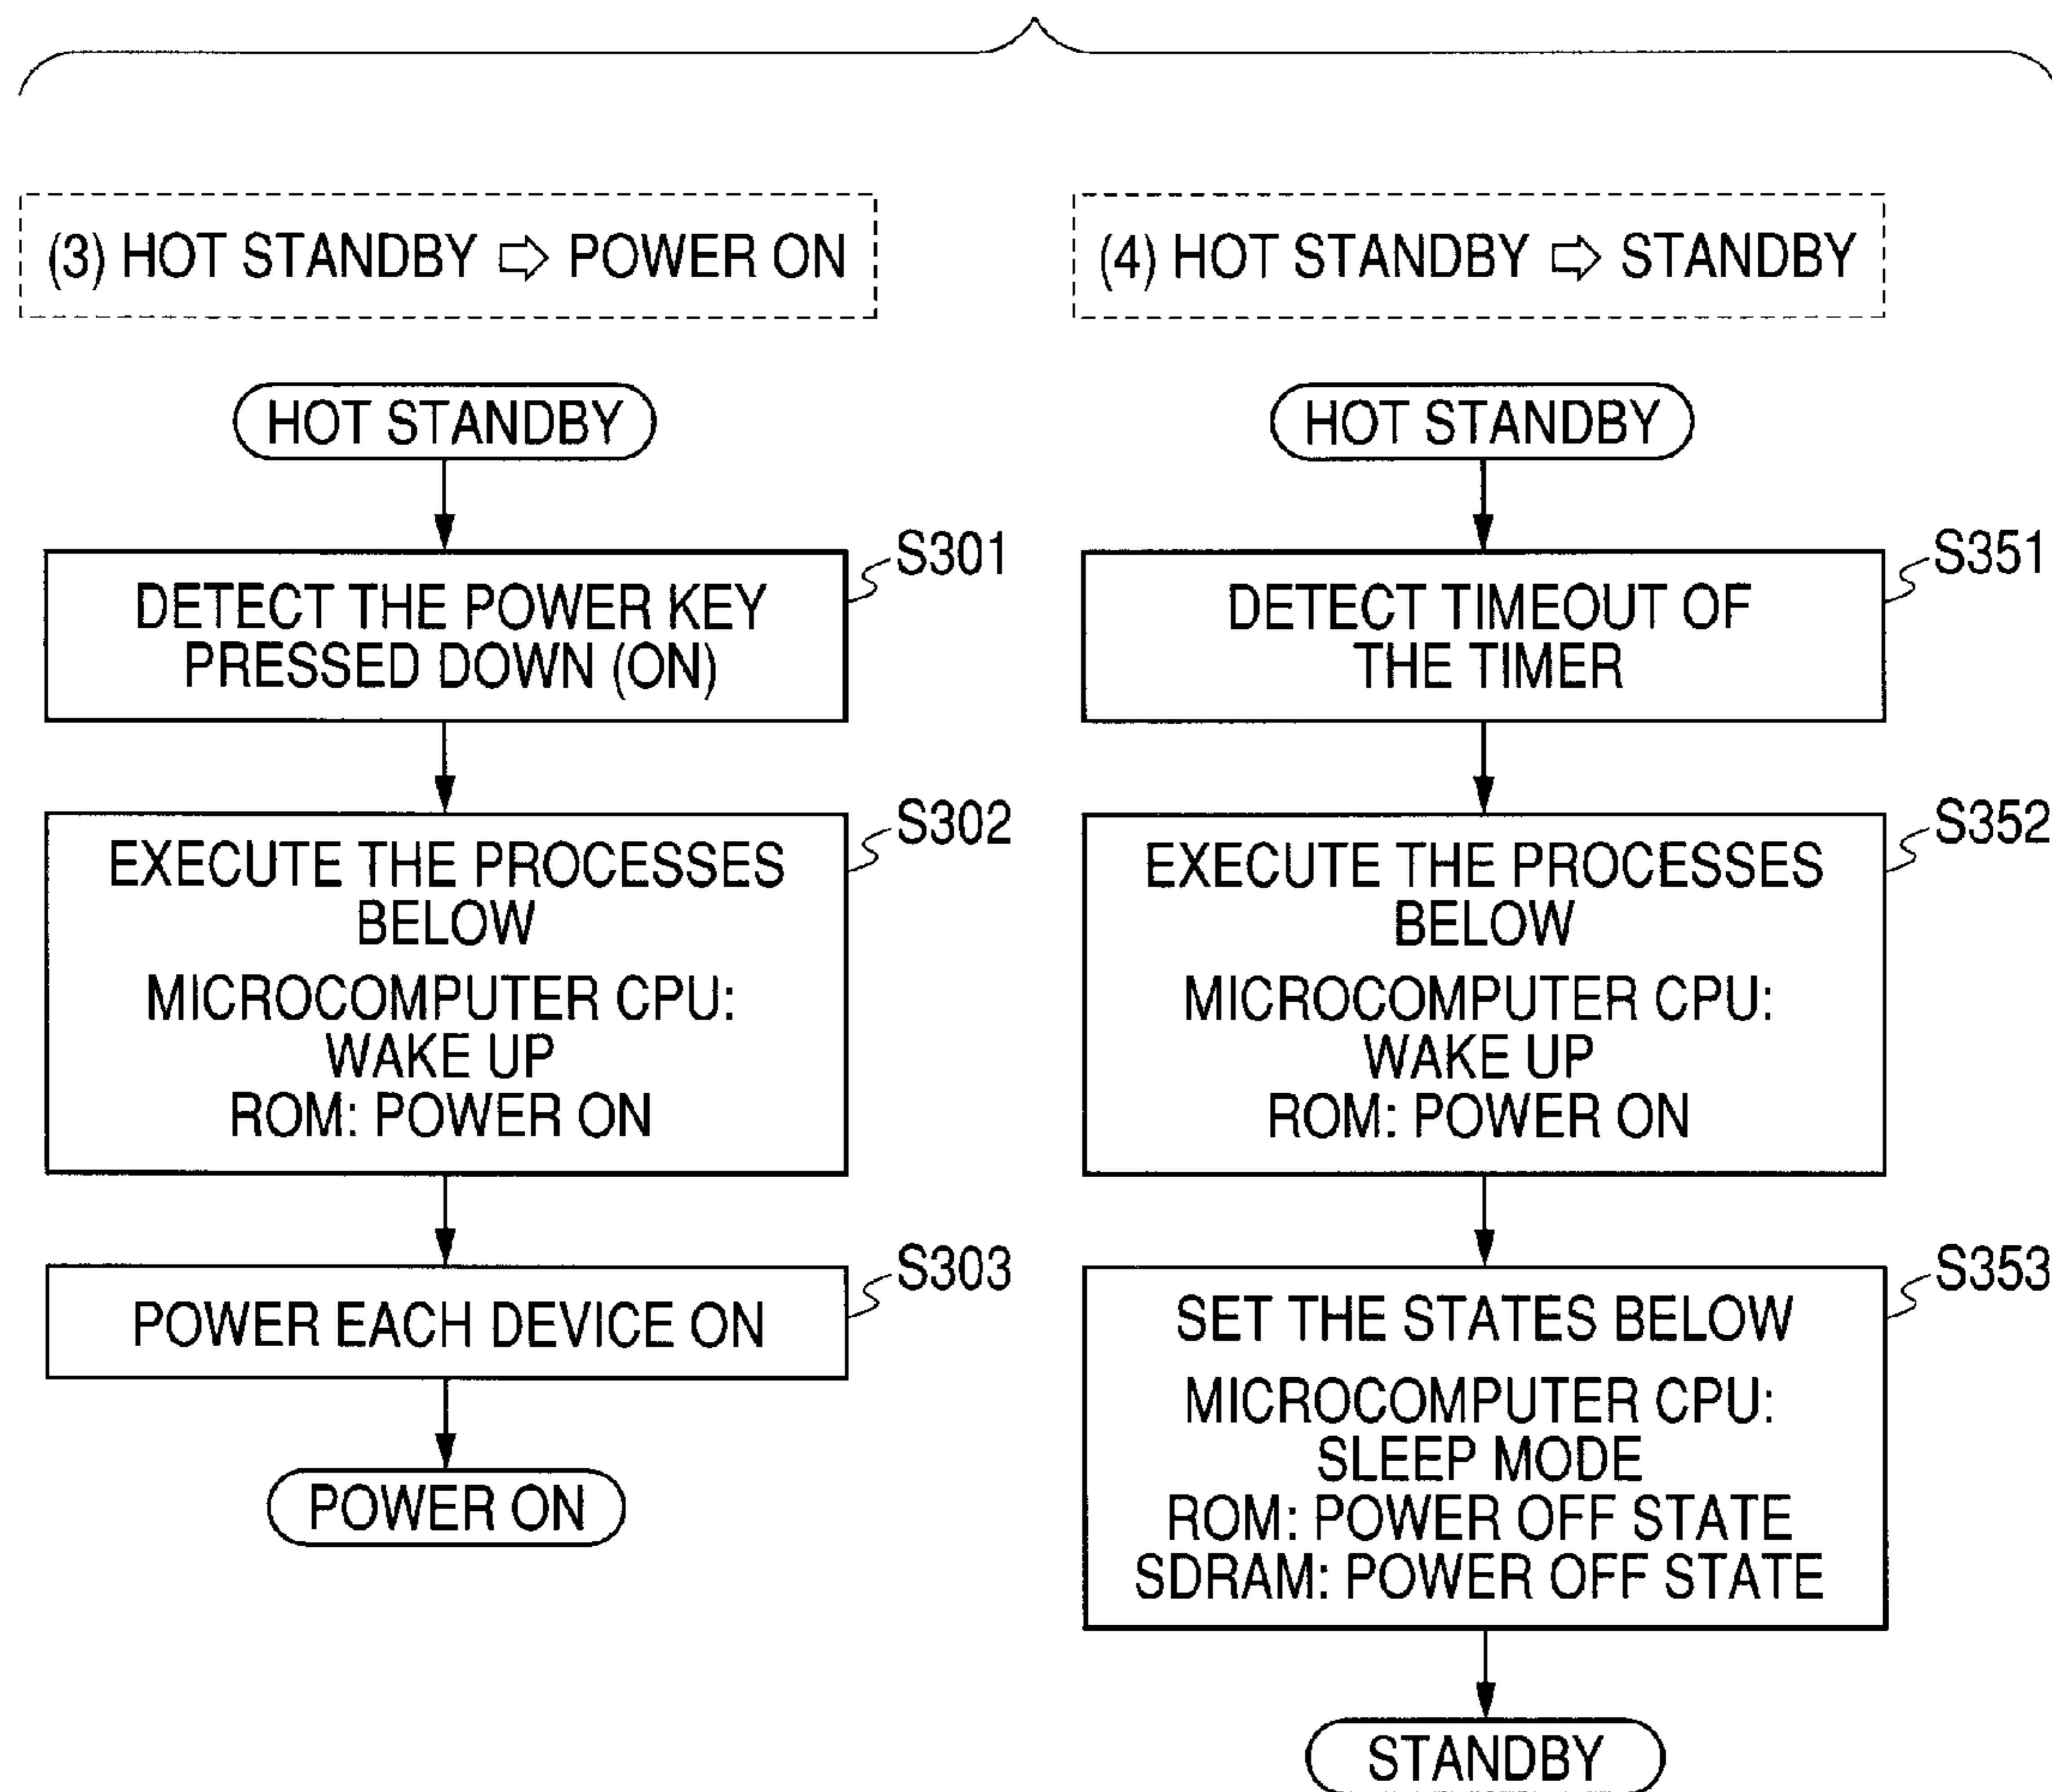 (3) HOT STANDBY ⇨ POWER ON
HOT STANDBY
S301
DETECT THE POWER KEY
PRESSED DOWN (ON)
S302
EXECUTE THE PROCESSES
BELOW
MICROCOMPUTER CPU:
WAKE UP
ROM: POWER ON
S303
POWER EACH DEVICE ON
POWER ON
(4) HOT STANDBY ⇨ STANDBY
HOT STANDBY
S351
DETECT TIMEOUT OF
THE TIMER
S352
EXECUTE THE PROCESSES
BELOW
MICROCOMPUTER CPU:
WAKE UP
ROM: POWER ON
S353
SET THE STATES BELOW
MICROCOMPUTER CPU:
SLEEP MODE
ROM: POWER OFF STATE
SDRAM: POWER OFF STATE
STANDBY